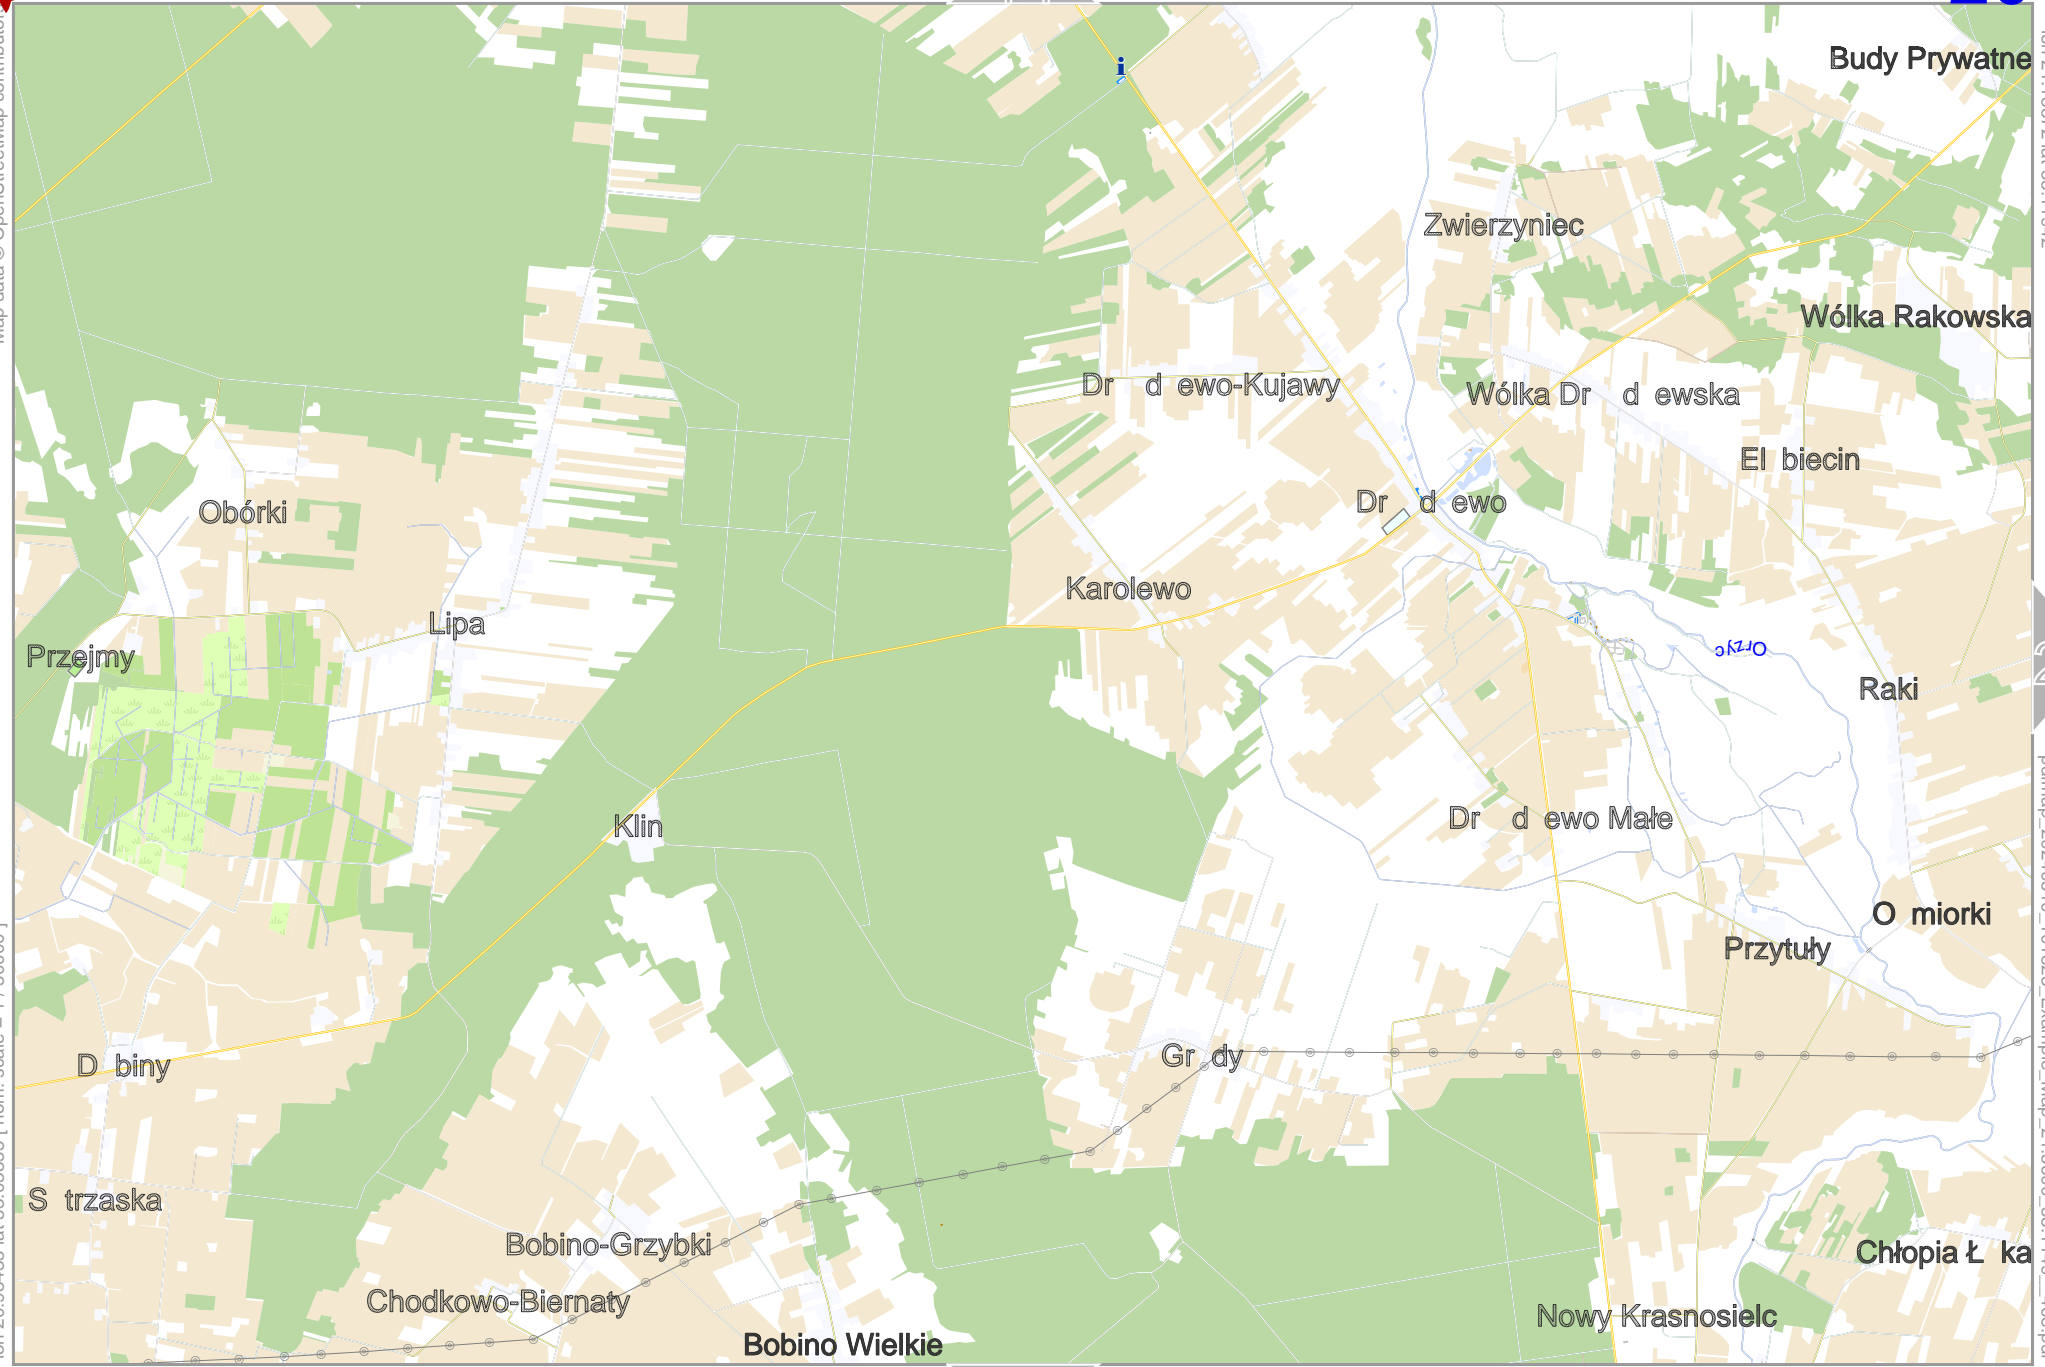 Budy Prywatne
i
Zwierzyniec
Wólka Rakowska
Dr d ewo-Kujawy
Wólka Dr d ewska
El biecin
Obórki
Dr d ewo
Karolewo
Lipa
Orzyc
Przejmy
Raki
Klin
Dr d ewo Małe
O miorki
Przytuły
Gr dy
D biny
S trzaska
Bobino-Grzybki
Chłopia Ł ka
Chodkowo-Biernaty
Nowy Krasnosielc
Bobino Wielkie